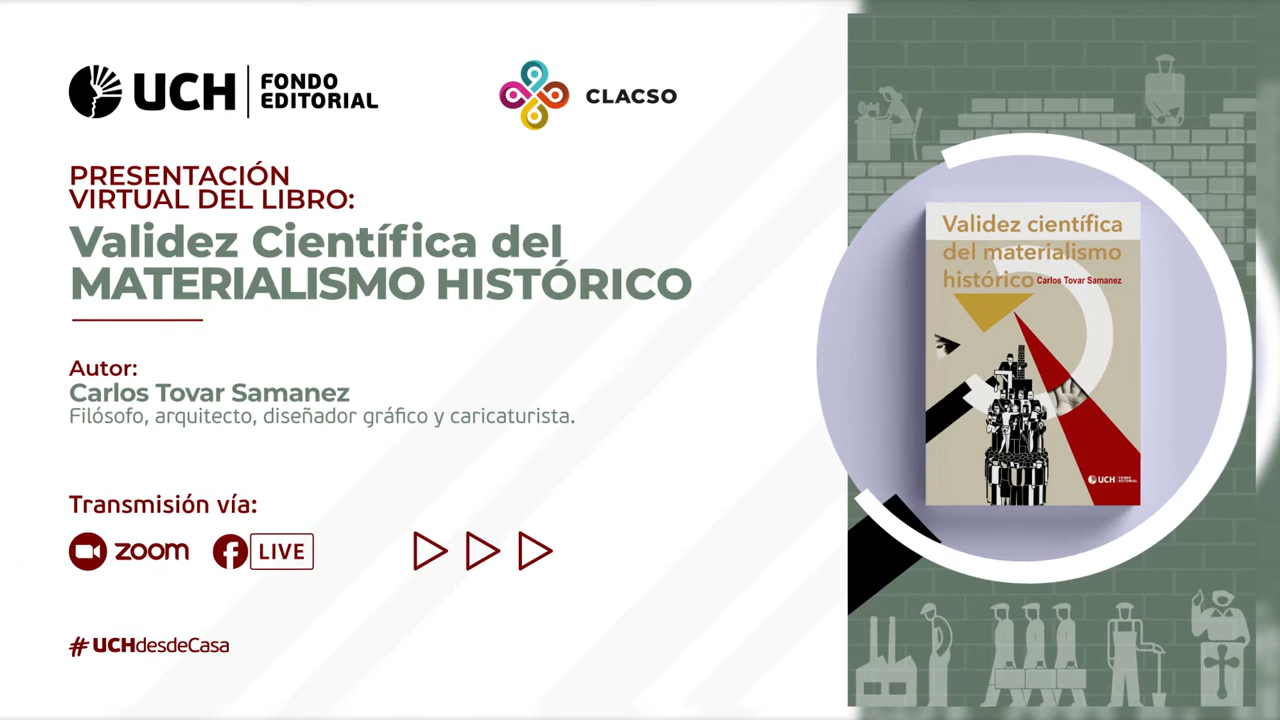 UCH
FONDO
EDITORIAL
CLACSO
PRESENTACIÓN
VIRTUAL DEL LIBRO:
Validez Científica del
MATERIALISMO HISTÓRICO
Autor:
Carlos Tovar Samanez
Filósofo, arquitecto, diseñador gráfico y caricaturista.
Transmisión vía:
zoom
LIVE
#UCHdesdeCasa
Validez científica
del materialismo
histórico
Carlos Tovar Samanez
UCH
FONDO
EDITORIAL